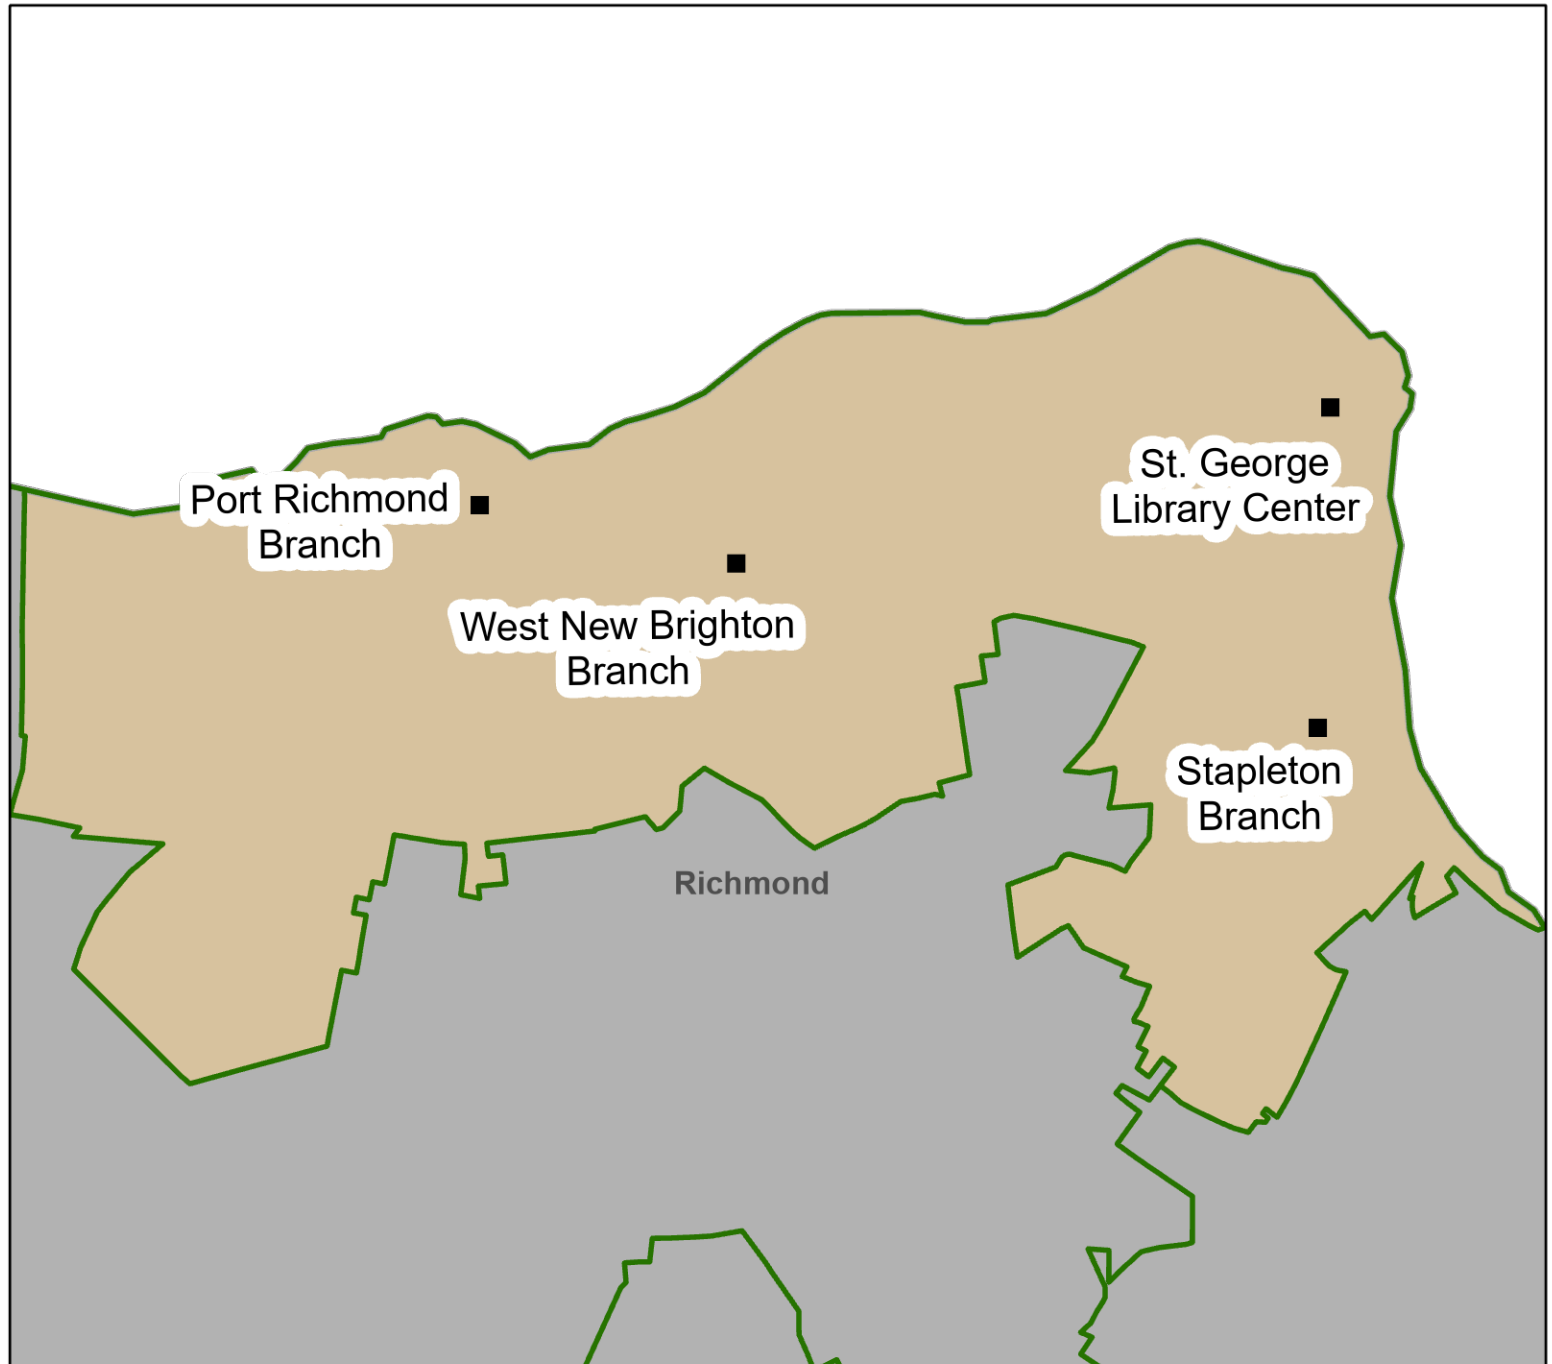 St. George
Library Center
Port Richmond
Branch
West New Brighton
Branch
Stapleton
Branch
Richmond